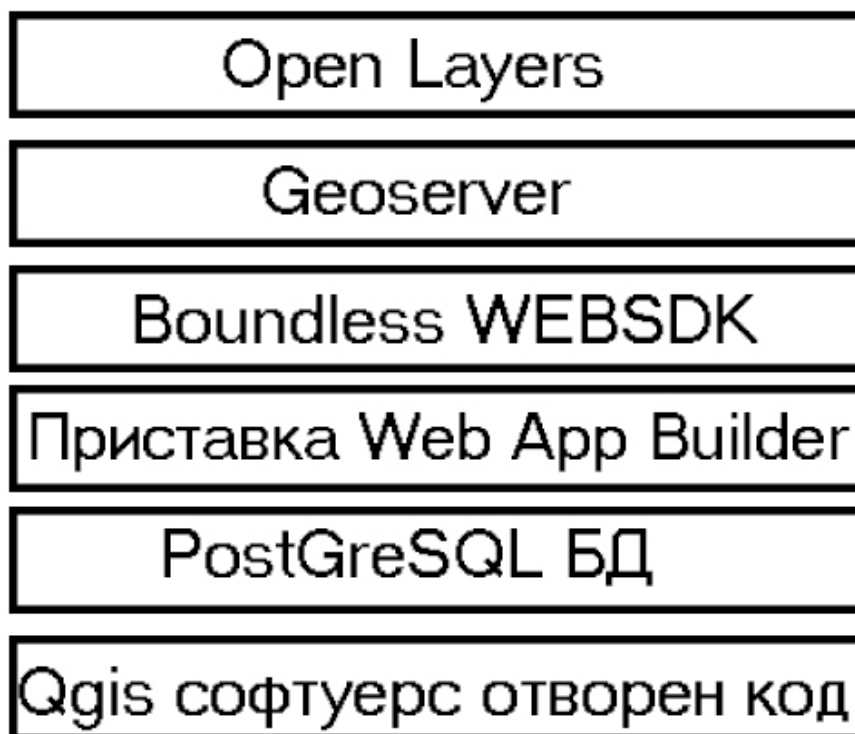 Open Layers
Geoserver
Boundless WEBSDK
Приставка Web App Builder
PostGreSQL БД
Qgis софтуерс отворен код